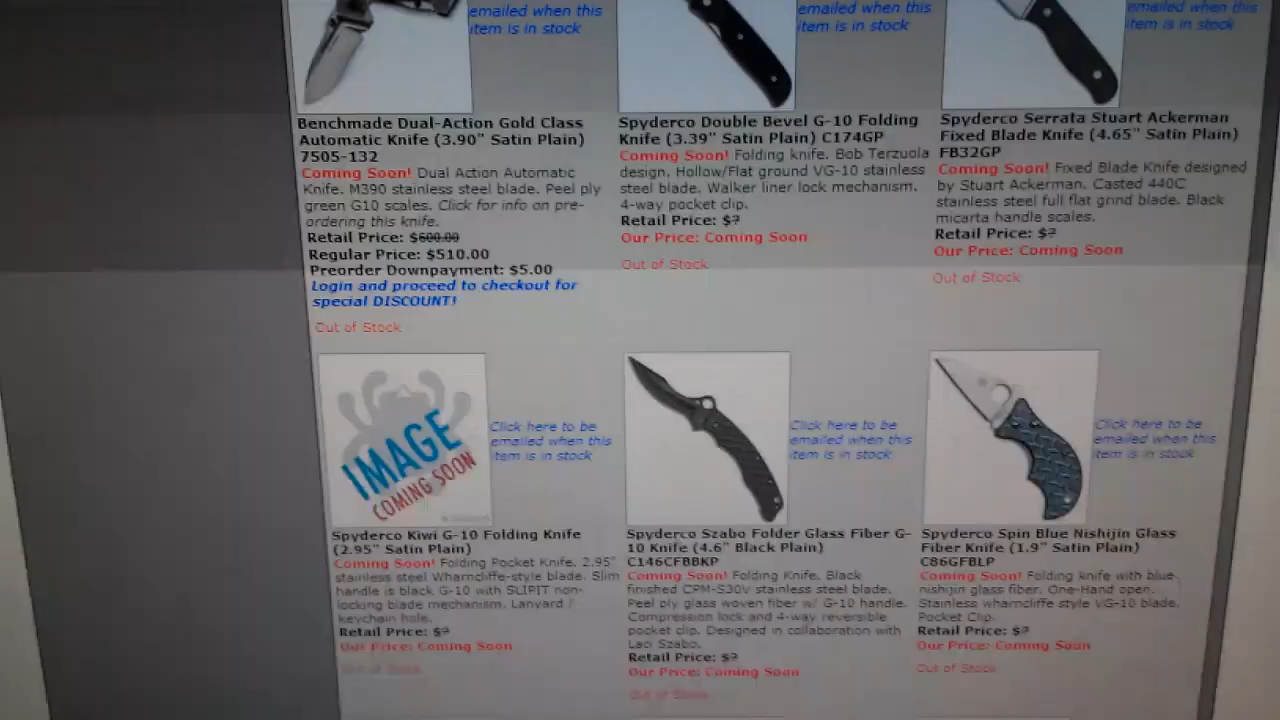 emailed when this
item is in stock
emailed when this
item is in stock
emailed when this
item is in stock
Benchmade Dual-Action Gold Class
Automatic Knife (3.90" Satin Plain)
7505-132
Coming Soon! Dual Action Automatic
Knife. M390 stainless steel blade. Peel ply
green G10 scales. Click for info on pre-
ordering this knife.
Retail Price: $600.00
Regular Price: $510.00
Preorder Downpayment: $5.00
Login and proceed to checkout for
special DISCOUNT!
Out of Stock
Spyderco Double Bevel G-10 Folding
Knife (3.39" Satin Plain) C174GP
Coming Soon! Folding knife. Bob Terzuola
design. Hollow/Flat ground VG-10 stainless
steel blade. Walker liner lock mechanism.
4-way pocket clip.
Retail Price: $?
Our Price: Coming Soon
Out of Stock
Spyderco Serrata Stuart Ackerman
Fixed Blade Knife (4.65" Satin Plain)
FB32GP
Coming Soon! Fixed Blade Knife designed
by Stuart Ackerman. Casted 440C
stainless steel full flat grind blade. Black
micarta handle scales.
Retail Price: $?
Our Price: Coming Soon
Out of Stock
IMAGE
COMING SOON
Click here to be
emailed when this
item is in stock
Spyderco Kiwi G-10 Folding Knife
(2.95" Satin Plain)
Coming Soon! Folding Pocket Knife. 2.95"
stainless steel Wharncliffe-style blade. Slim
handle is black G-10 with SLIPIT non-
locking blade mechanism. Lanyard /
keychain hole.
Retail Price: $?
Our Price: Coming Soon
Out of Stock
Click here to be
emailed when this
item is in stock
Spyderco Szabo Folder Glass Fiber G-
10 Knife (4.6" Black Plain)
C146CFBBKP
Coming Soon! Folding Knife. Black
finished CPM-S30V stainless steel blade.
Peel ply glass woven fiber w/ G-10 handle.
Compression lock and 4-way reversible
pocket clip. Designed in collaboration with
Laci Szabo.
Retail Price: $?
Our Price: Coming Soon
Out of Stock
Click here to be
emailed when this
item is in stock
Spyderco Spin Blue Nishijin Glass
Fiber Knife (1.9" Satin Plain)
C86GFBLP
Coming Soon! Folding knife with blue
nishijin glass fiber. One-Hand open.
Stainless wharncliffe style VG-10 blade.
Pocket Clip.
Retail Price: $?
Our Price: Coming Soon
Out of Stock